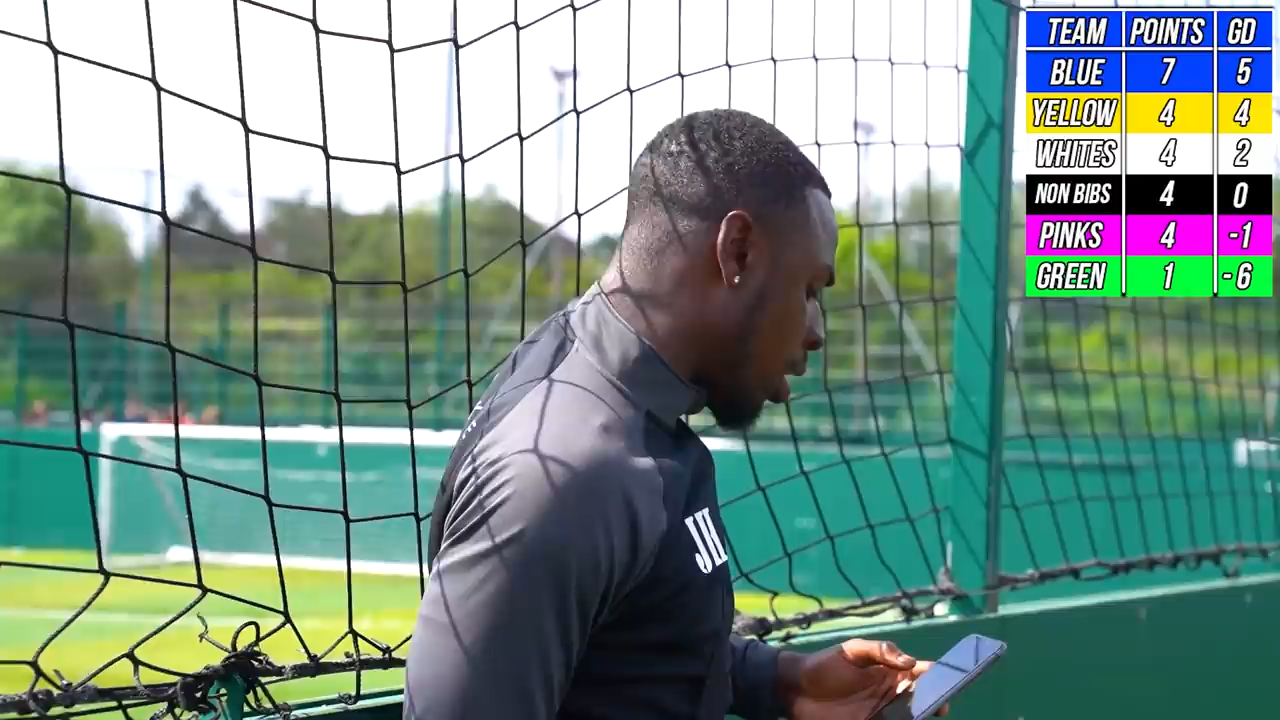 TEAM POINTS GD
BLUE 7 5
YELLOW 4 4
WHITES 4 2
NON BIBS 4 0
PINKS 4 -1
GREEN 1 -6
JH